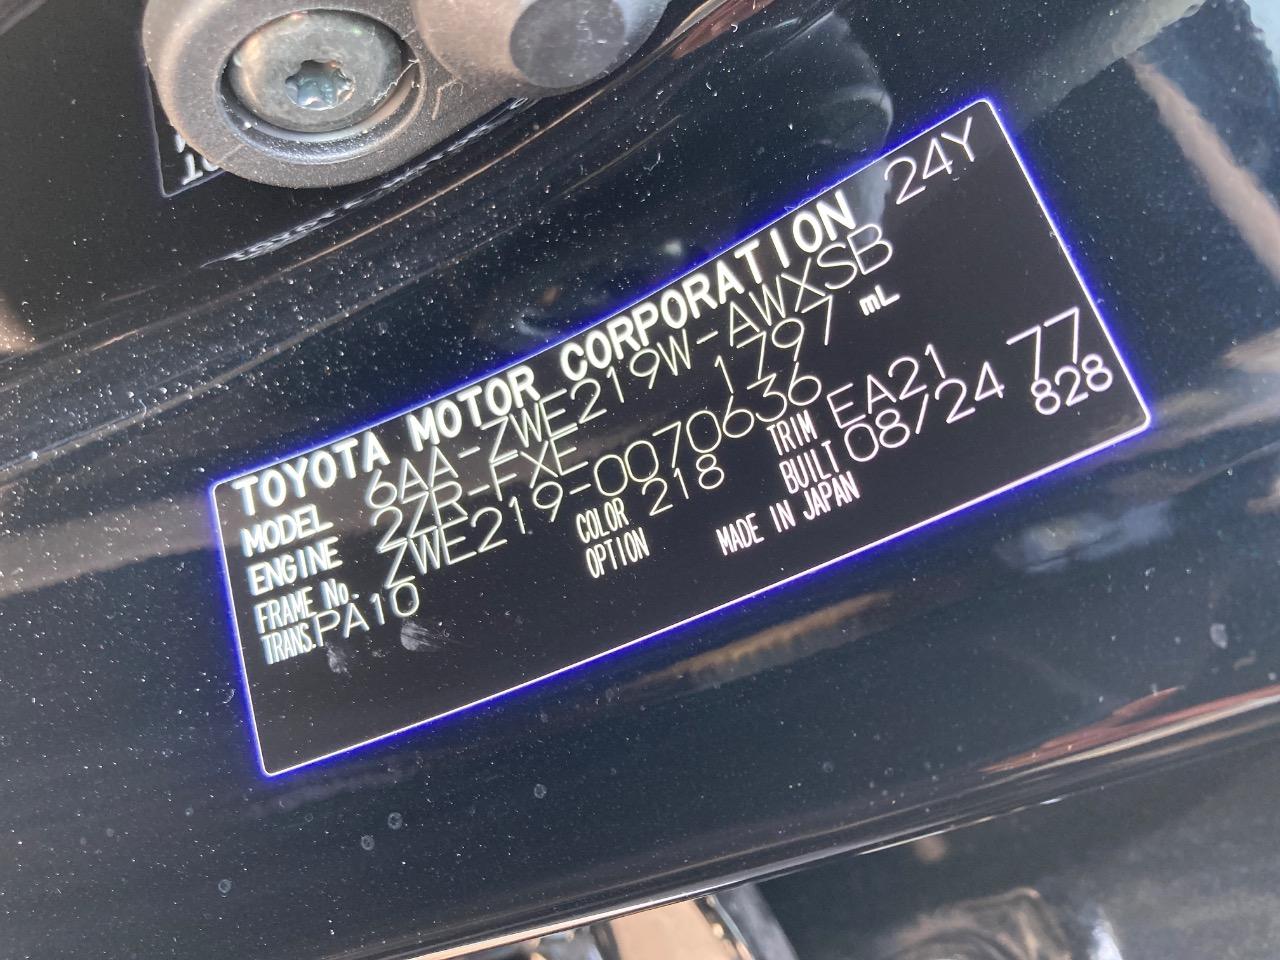 TOYOTA MOTOR CORPORATION 24Y
MODEL 6AA-ZWE219W-AWXSB
ENGINE 2ZR-FXE 1797 mL
FRAME No. ZWE219-0070636
TRANS. PA10 COLOR 218 TRIM EA21 77
OPTION BUILT 08/24 828
MADE IN JAPAN